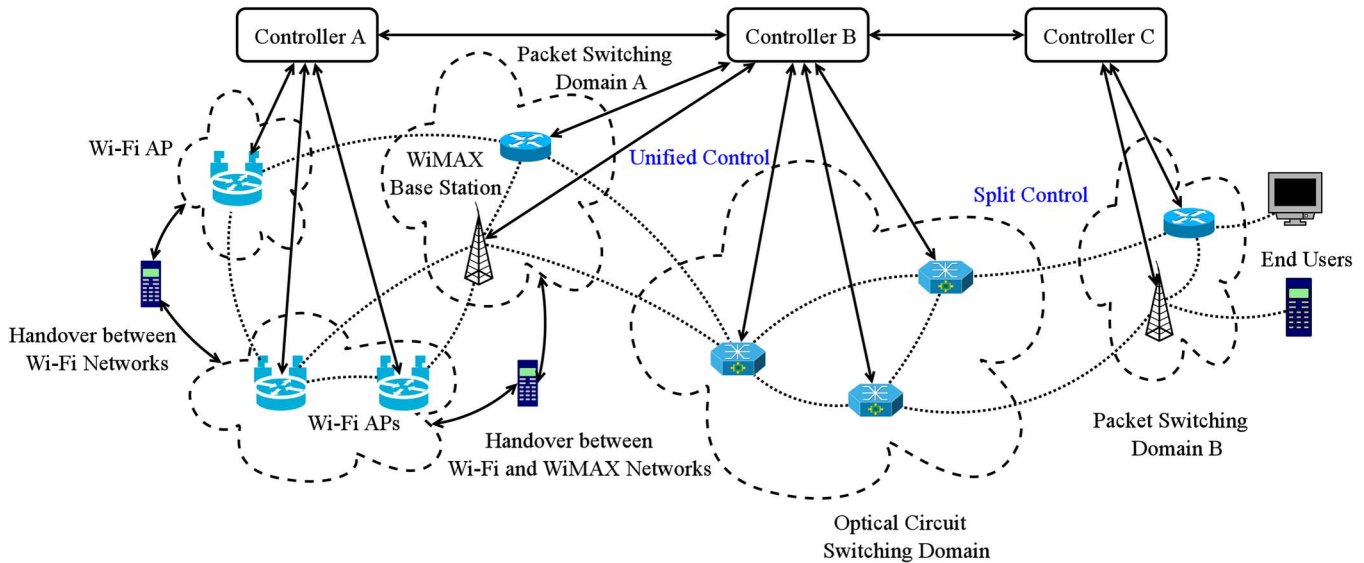 Controller A
Controller B
Controller C
Packet Switching
Domain A
Wi-Fi AP
WiMAX
Base Station
Unified Control
Split Control
End Users
Handover between
Wi-Fi Networks
Wi-Fi APs
Handover between
Wi-Fi and WiMAX Networks
Packet Switching
Domain B
Optical Circuit
Switching Domain